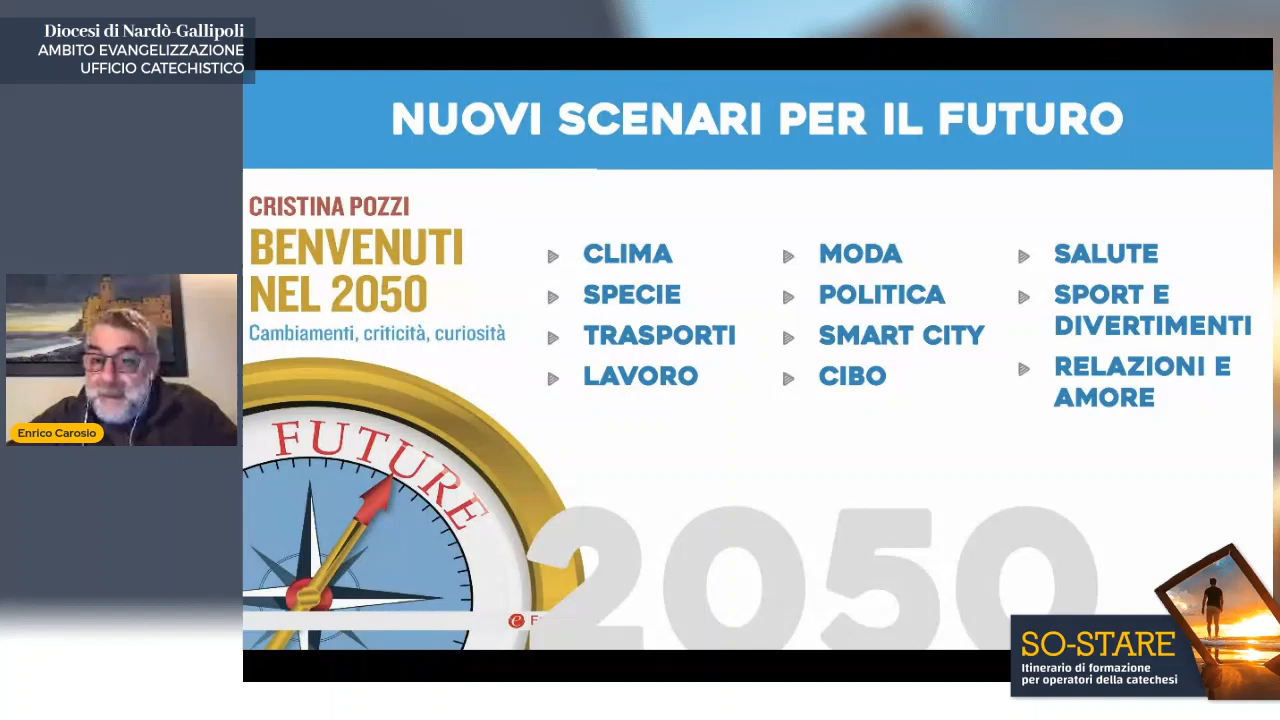 Diocesi di Nardò-Gallipoli
AMBITO EVANGELIZZAZIONE
UFFICIO CATECHISTICO
NUOVI SCENARI PER IL FUTURO
CRISTINA POZZI
BENVENUTI
NEL 2050
Cambiamenti, criticità, curiosità
FUTURE
CLIMA
SPECIE
TRASPORTI
LAVORO
MODA
POLITICA
SMART CITY
CIBO
SALUTE
SPORT E
DIVERTIMENTI
RELAZIONI E
AMORE
Enrico Carosio
2050
SO-STARE
Itinerario di formazione
per operatori della catechesi